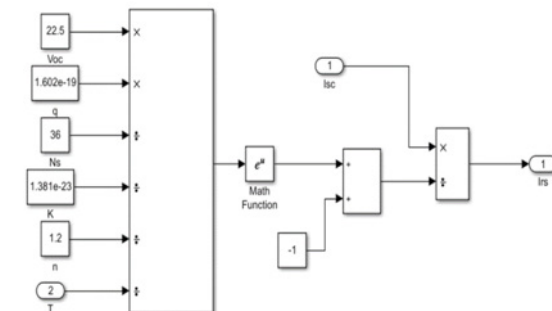 22.5
Voc
×
1.602e-19
q
×
36
Ns
÷
1.381e-23
K
÷
1.2
n
÷
2
T
÷
e^u
Math
Function
1
Isc
+
+
-1
×
÷
1
Irs